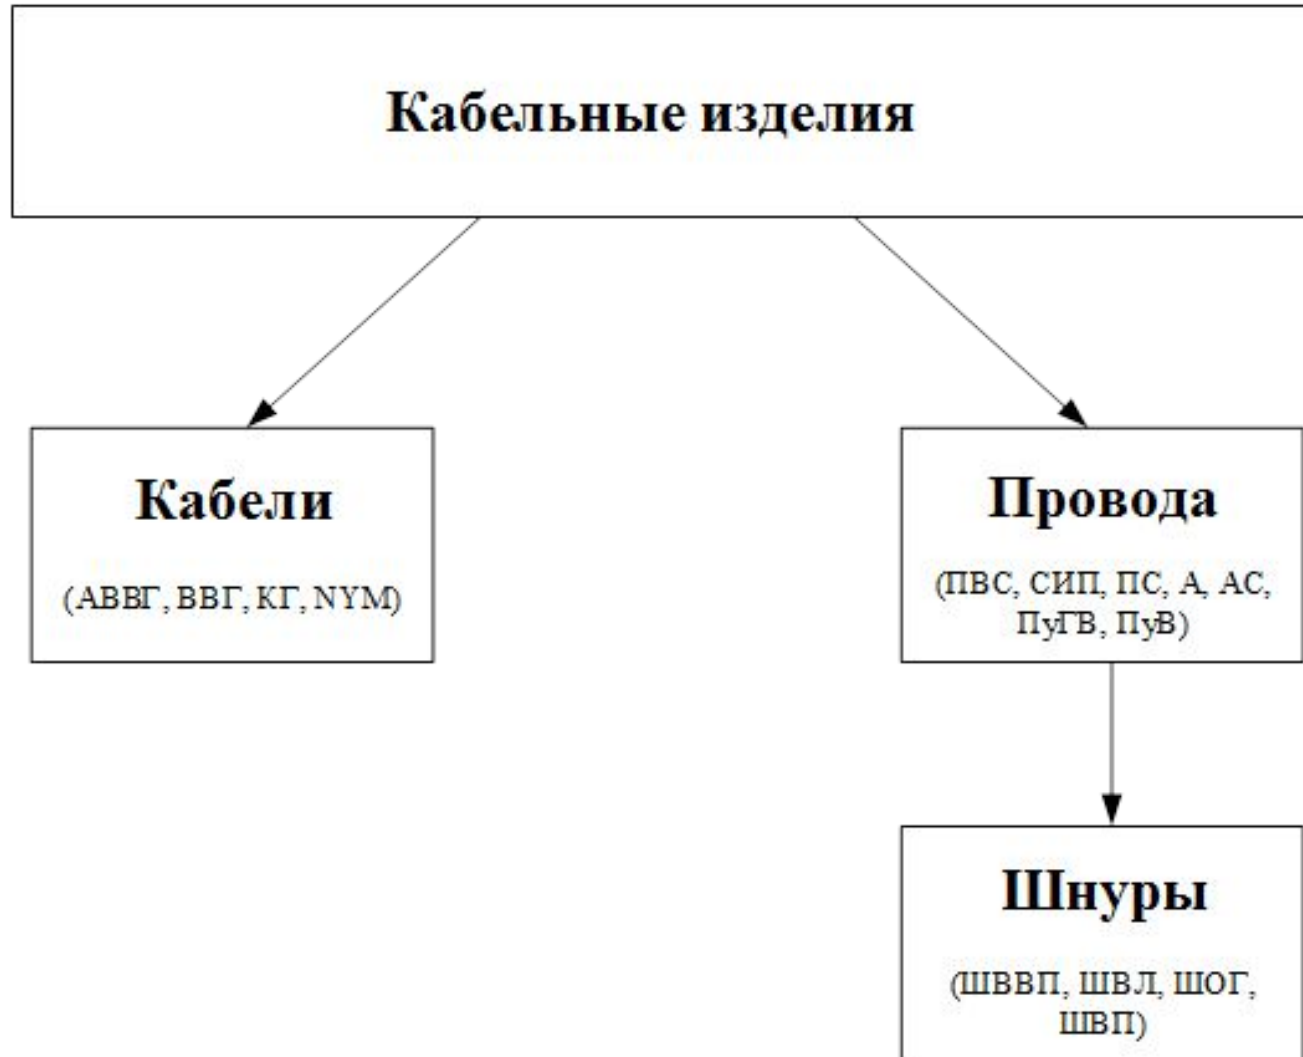 Кабельные изделия
Кабели
(АВВГ, ВВГ, КГ, NYM)
Провода
(ПВС, СИП, ПС, А, АС,
ПуГВ, ПуВ)
Шнуры
(ШВВП, ШВЛ, ШОГ,
ШВП)